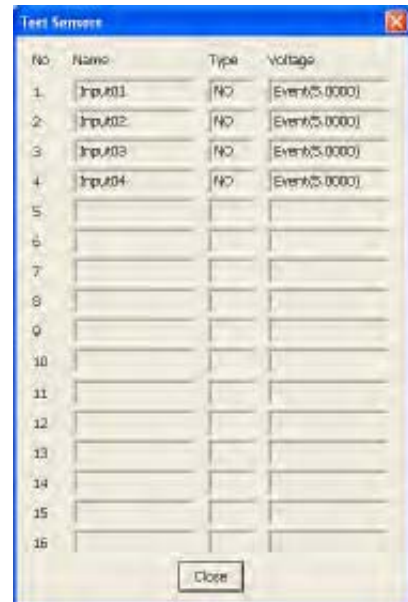 Test Sensors
No Name Type Voltage
1 Input01 NO Event(5.0000)
2 Input02 NO Event(5.0000)
3 Input03 NO Event(5.0000)
4 Input04 NO Event(5.0000)
5
6
7
8
9
10
11
12
13
14
15
16
Close